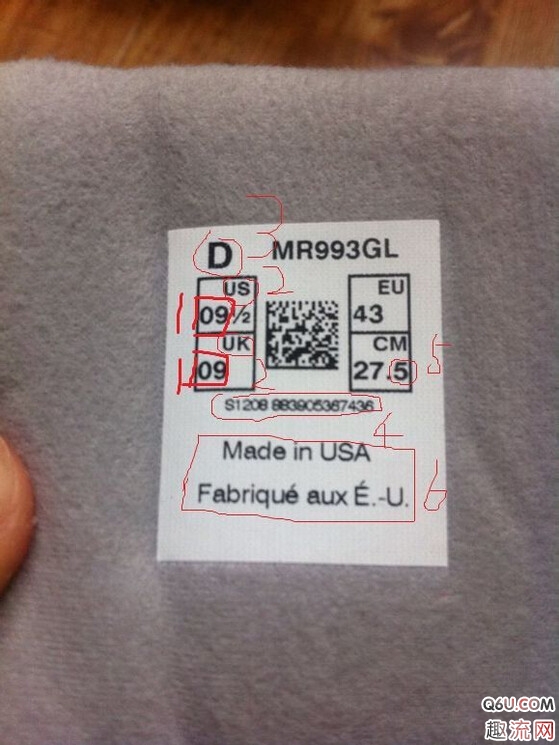 D MR993GL
US EU
09½ 43
UK CM
09 27.5
S1208 883905367436
Made in USA
Fabriqué aux É.-U.
Q6U.COM
趣流网